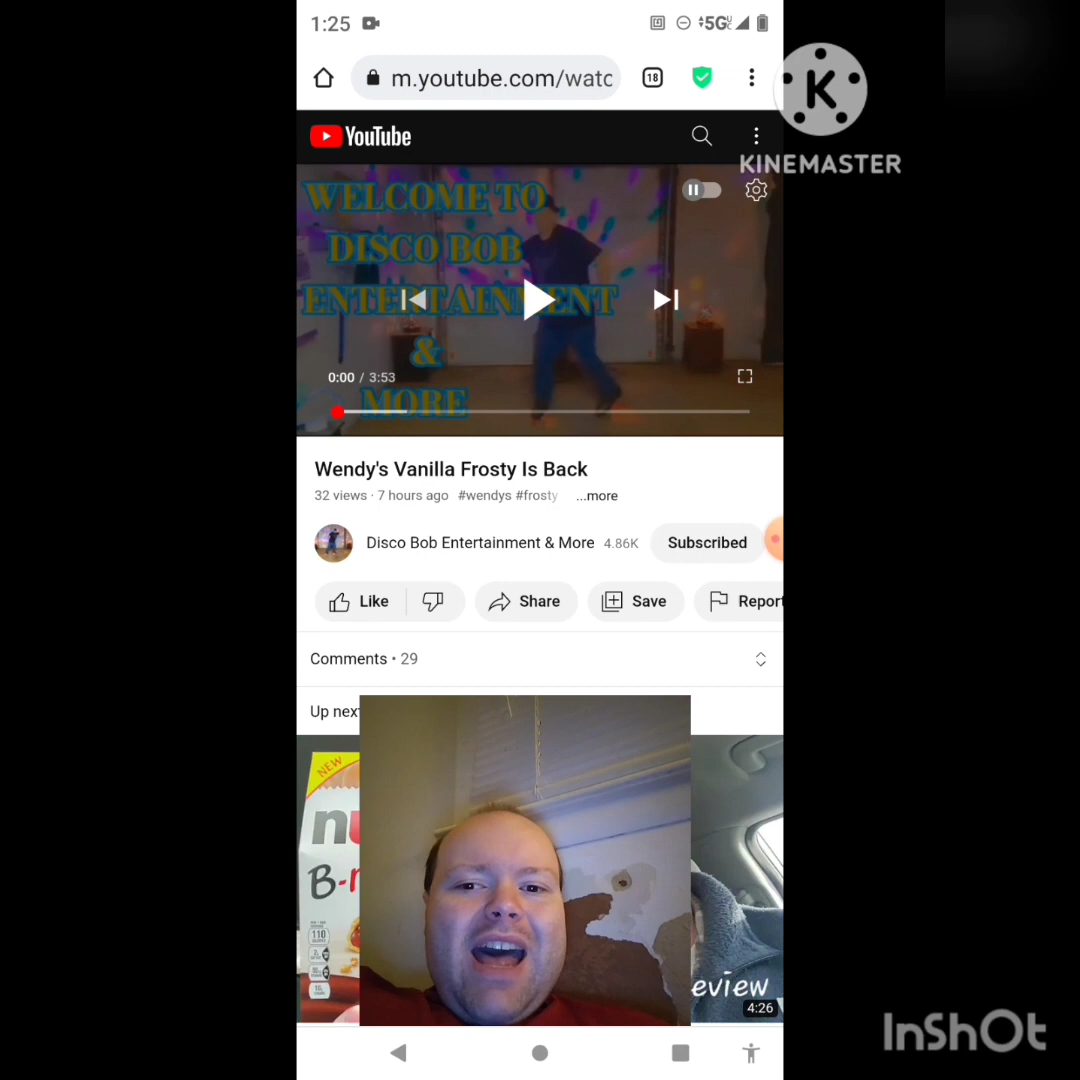 1:25
5G
m.youtube.com/watc
18
K
KINEMASTER
YouTube
WELCOME TO
DISCO BOB
ENTERTAINMENT
&
MORE
0:00 / 3:53
Wendy's Vanilla Frosty Is Back
32 views · 7 hours ago #wendys #frosty ...more
Disco Bob Entertainment & More 4.86K Subscribed
Like Share Save Report
Comments • 29
Up next
NEW
nu
B-r
110
eview
4:26
InShOt